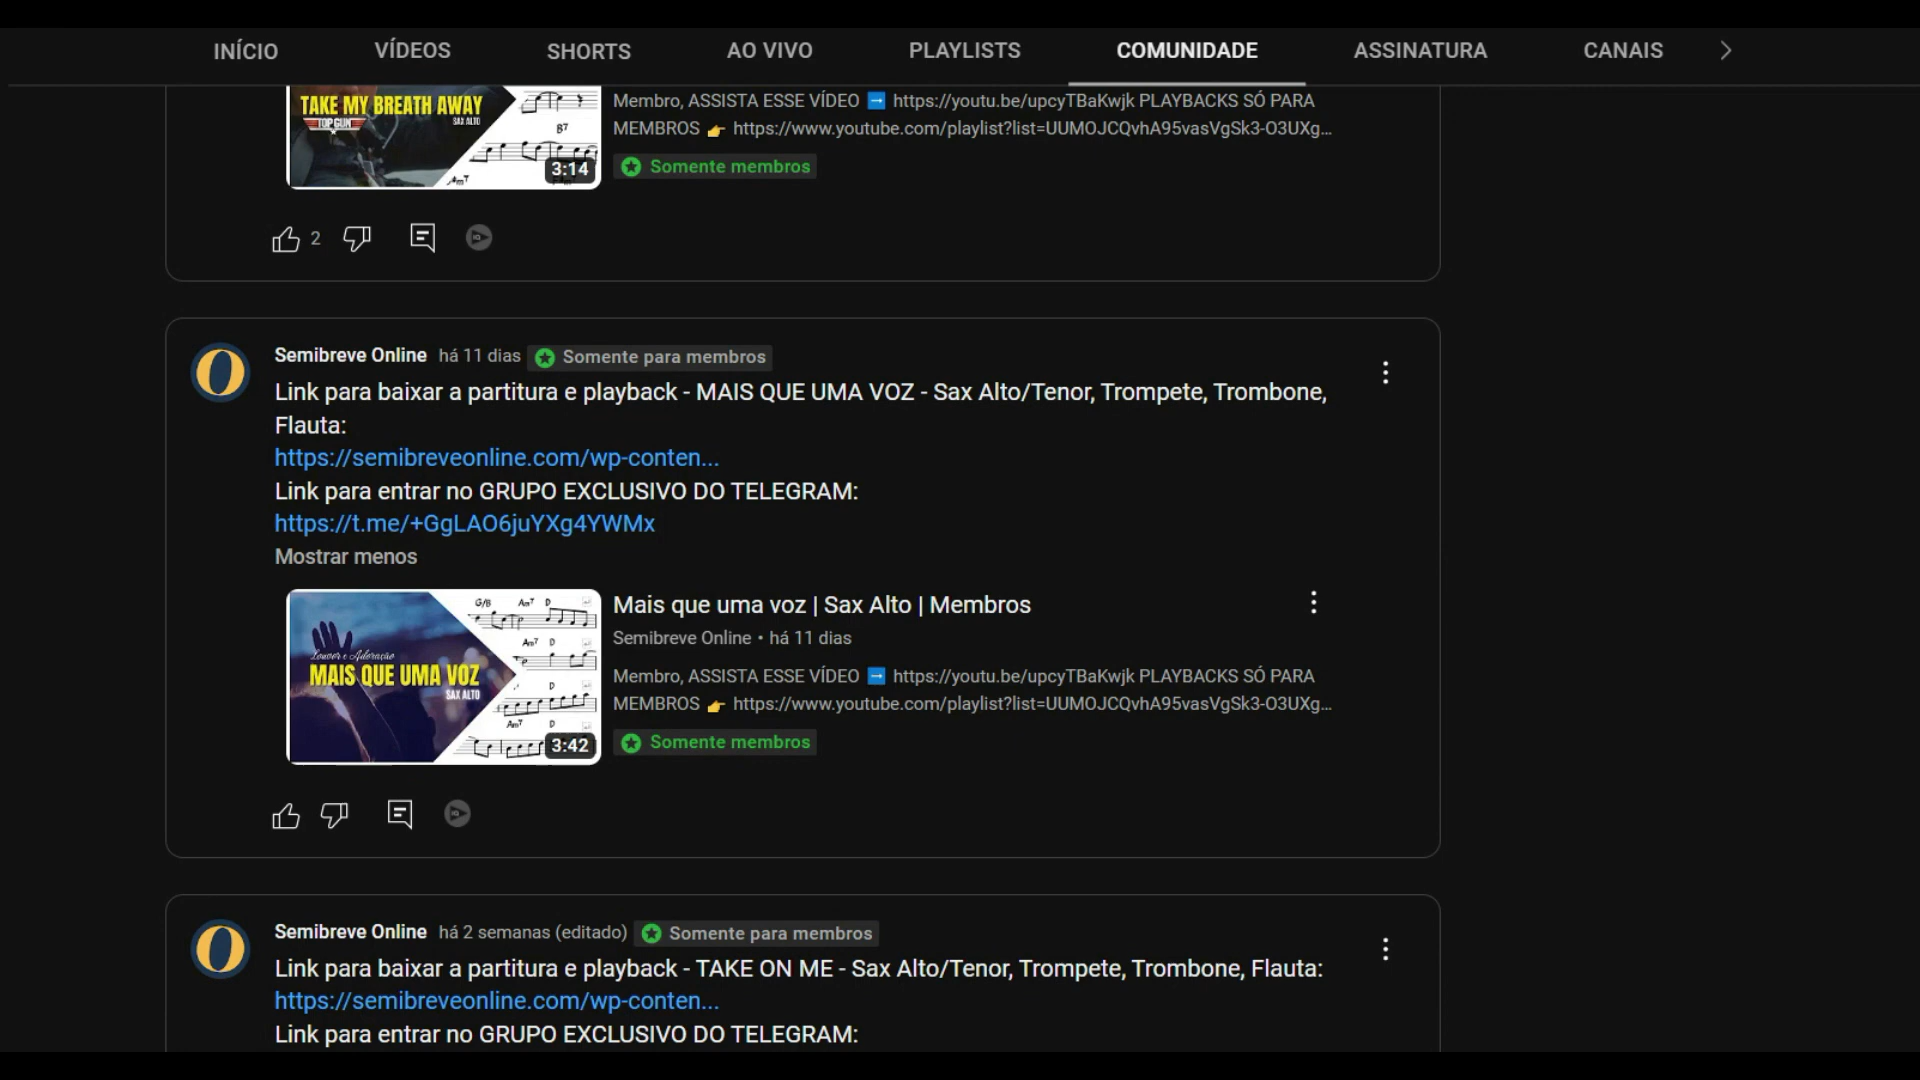 INÍCIO VÍDEOS SHORTS AO VIVO PLAYLISTS COMUNIDADE ASSINATURA CANAIS
TAKE MY BREATH AWAY
SAX ALTO
TOP GUN
B7
3:14
Membro, ASSISTA ESSE VÍDEO ➡️ https://youtu.be/upcyTBaKwjk PLAYBACKS SÓ PARA
MEMBROS 👉 https://www.youtube.com/playlist?list=UUMOJCQvhA95vasVgSk3-O3UXg...
Somente membros
2
Semibreve Online há 11 dias Somente para membros
Link para baixar a partitura e playback - MAIS QUE UMA VOZ - Sax Alto/Tenor, Trompete, Trombone,
Flauta:
https://semibreveonline.com/wp-conten...
Link para entrar no GRUPO EXCLUSIVO DO TELEGRAM:
https://t.me/+GgLAO6juYXg4YWMx
Mostrar menos
G/B Am7 D
Am7 D
Louvor e Adoração
MAIS QUE UMA VOZ
SAX ALTO
D
Am7 D
3:42
Mais que uma voz | Sax Alto | Membros
Semibreve Online • há 11 dias
Membro, ASSISTA ESSE VÍDEO ➡️ https://youtu.be/upcyTBaKwjk PLAYBACKS SÓ PARA
MEMBROS 👉 https://www.youtube.com/playlist?list=UUMOJCQvhA95vasVgSk3-O3UXg...
Somente membros
Semibreve Online há 2 semanas (editado) Somente para membros
Link para baixar a partitura e playback - TAKE ON ME - Sax Alto/Tenor, Trompete, Trombone, Flauta:
https://semibreveonline.com/wp-conten...
Link para entrar no GRUPO EXCLUSIVO DO TELEGRAM: